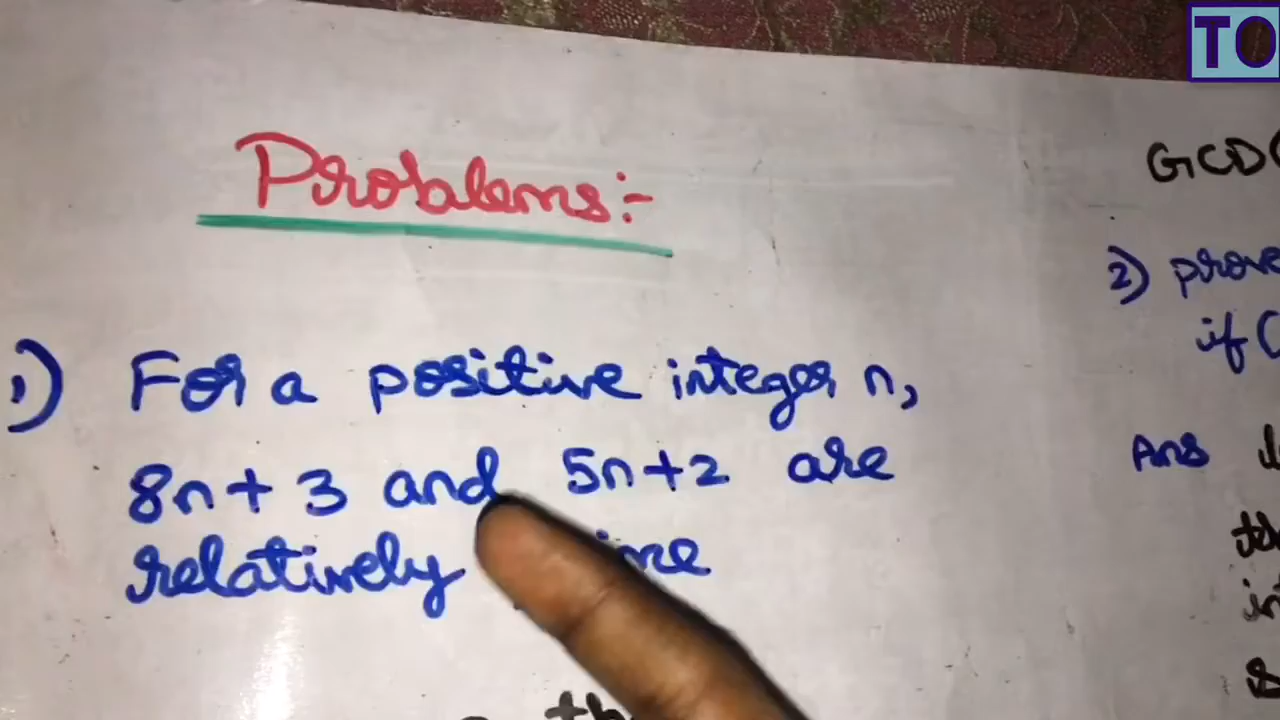 TO
Problems:-
1) For a positive integer n,
8n+3 and 5n+2 are
relatively
GCD(
2) prove
if (
Ans